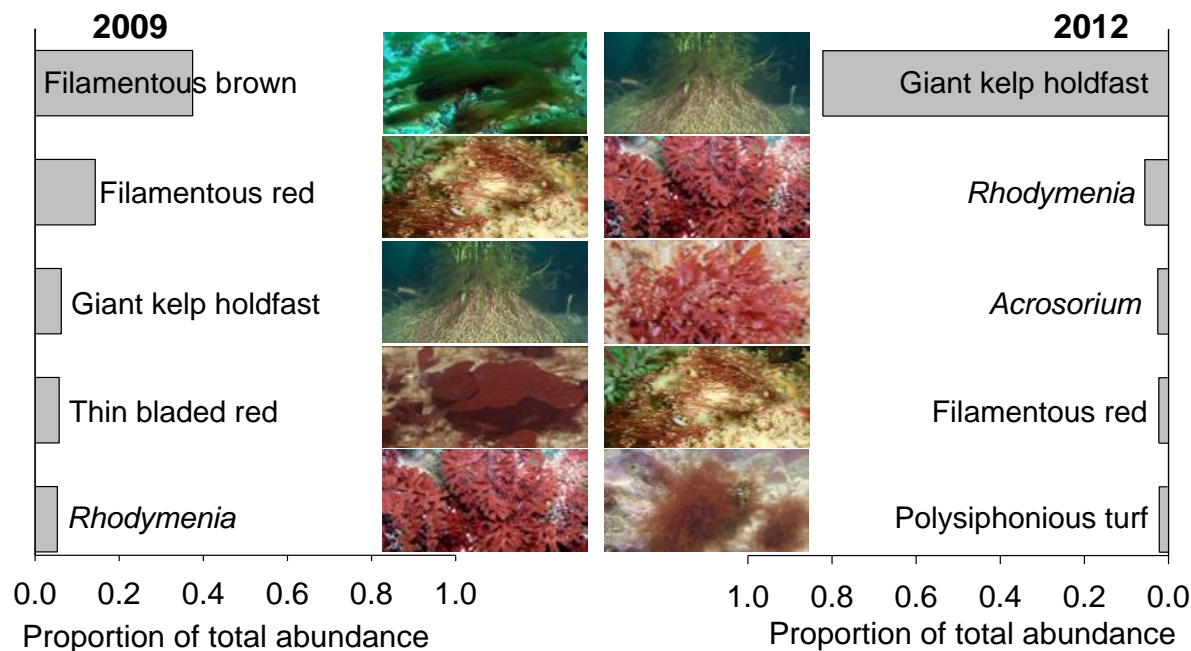 2009
Filamentous brown
Filamentous red
Giant kelp holdfast
Thin bladed red
Rhodymenia
0.0 0.2 0.4 0.6 0.8 1.0
Proportion of total abundance
2012
Giant kelp holdfast
Rhodymenia
Acrosorium
Filamentous red
Polysiphonious turf
1.0 0.8 0.6 0.4 0.2 0.0
Proportion of total abundance